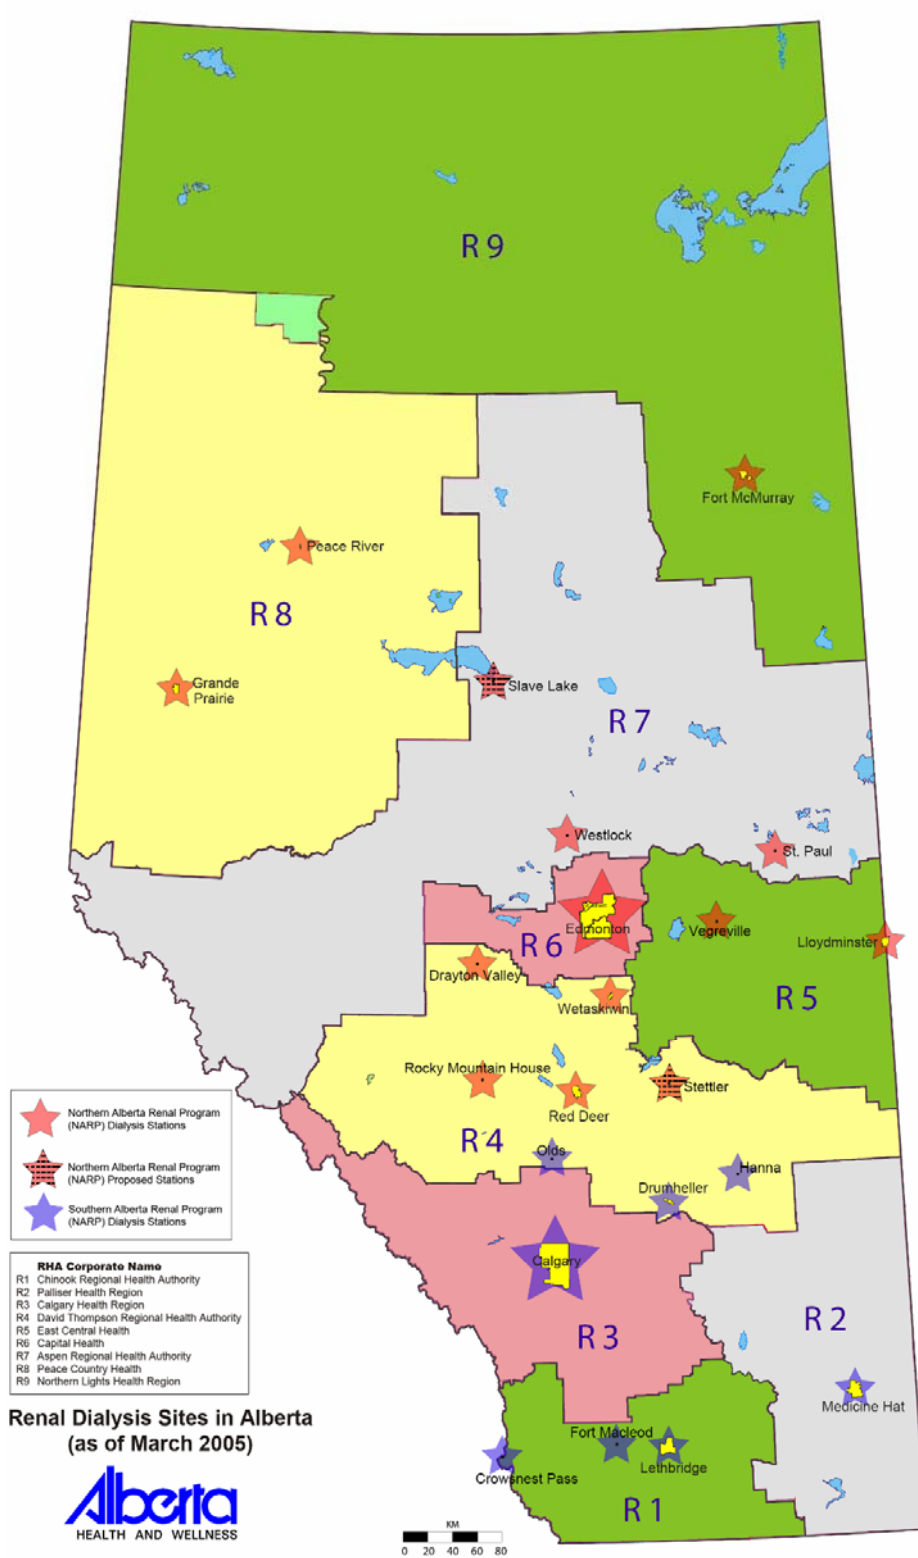 R 9
Fort McMurray
Peace River
R 8
Grande
Prairie
Slave Lake
R 7
Westlock
St. Paul
Edmonton
Vegreville
R 6
Lloydminster
Drayton Valley
R 5
Wetaskiwin
Rocky Mountain House
Stettler
Red Deer
R 4
Olds
Hanna
Drumheller
Calgary
R 3
R 2
Medicine Hat
Fort Macleod
Lethbridge
Crowsnest Pass
R 1
Northern Alberta Renal Program
(NARP) Dialysis Stations
Northern Alberta Renal Program
(NARP) Proposed Stations
Southern Alberta Renal Program
(NARP) Dialysis Stations
RHA Corporate Name
R1 Chinook Regional Health Authority
R2 Palliser Health Region
R3 Calgary Health Region
R4 David Thompson Regional Health Authority
R5 East Central Health
R6 Capital Health
R7 Aspen Regional Health Authority
R8 Peace Country Health
R9 Northern Lights Health Region
Renal Dialysis Sites in Alberta
(as of March 2005)
Alberta
HEALTH AND WELLNESS
KM
0 20 40 60 80